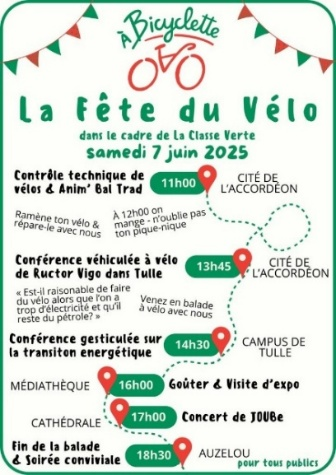 À Bicyclette
La Fête du Vélo
dans le cadre de La Classe Verte
samedi 7 juin 2025
Contrôle technique de
vélos & Anim' Bal Trad
11h00
CITÉ DE
L'ACCORDÉON
Ramène ton vélo &
répare-le avec nous
À 12h00 on
mange - n'oublie pas
ton pique-nique
Conférence véhiculée à vélo
de Ructor Vigo dans Tulle
13h45
CITÉ DE
L'ACCORDÉON
« Est-il raisonable de faire
du vélo alors que l'on a
trop d'électricité et qu'il
reste du pétrole? »
Venez en balade
à vélo avec nous
Conférence gesticulée sur
la transiton energétique
14h30
CAMPUS DE
TULLE
MÉDIATHÈQUE
16h00
Goûter & Visite d'expo
CATHÉDRALE
17h00
Concert de JOUBe
Fin de la balade
& Soirée conviviale
18h30
AUZELOU
pour tous publics